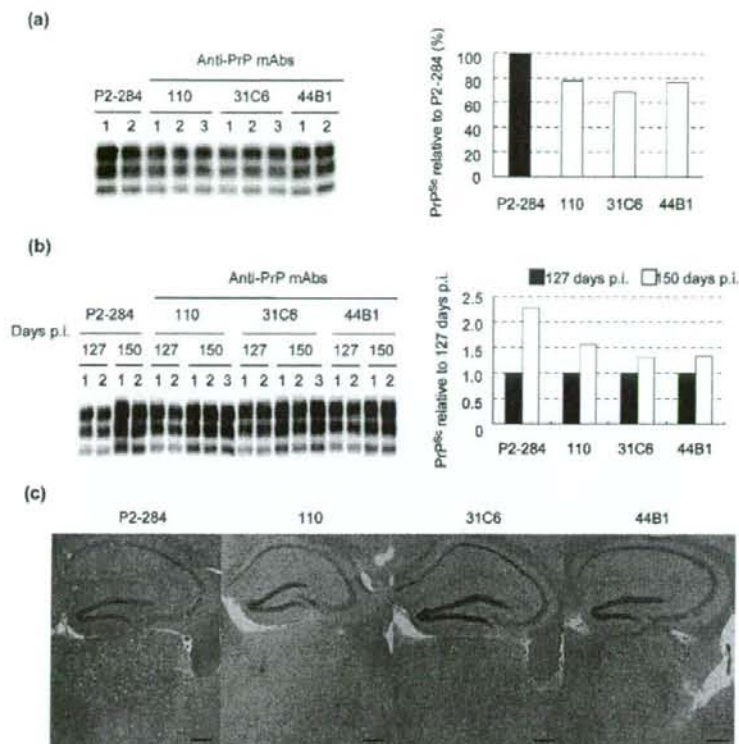 (a)
Anti-PrP mAbs
P2-284 110 31C6 44B1
1 2 1 2 3 1 2 3 1 2
PrPSc relative to P2-284 (%)
100
80
60
40
20
0
P2-284 110 31C6 44B1
(b)
Anti-PrP mAbs
P2-284 110 31C6 44B1
Days p.i.
127 150 127 150 127 150 127 150
1 2 1 2 1 2 1 2 3 1 2 1 2 3 1 2 1 2
PrPSc relative to 127 days p.i.
127 days p.i. 150 days p.i.
2.5
2.0
1.5
1.0
0.5
0
P2-284 110 31C6 44B1
(c)
P2-284 110 31C6 44B1